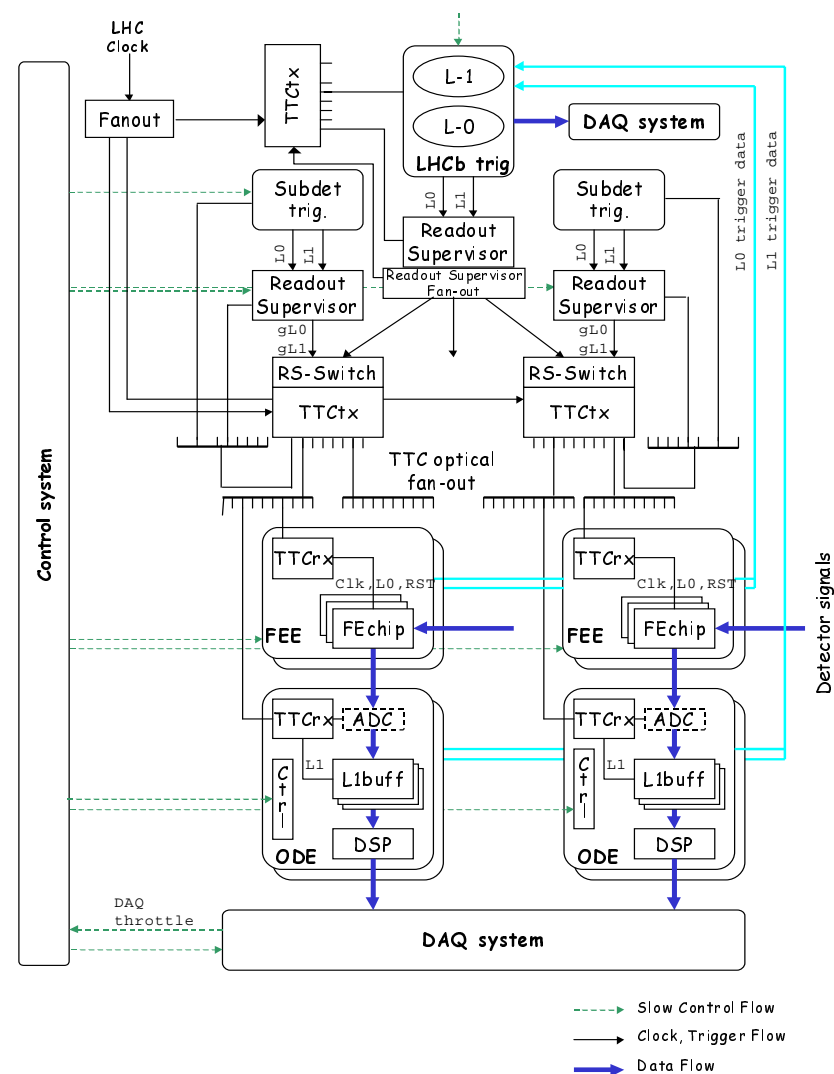 LHC
Clock
Fanout
TTCtx
L-1
L-0
LHCb trig
DAQ system
L0 trigger data
L1 trigger data
Subdet
trig.
L0
L1
Readout
Supervisor
L0
L1
Readout
Supervisor
Readout Supervisor
Fan-out
Subdet
trig.
L0
L1
Readout
Supervisor
gL0
gL1
gL0
gL1
RS-Switch
TTCtx
RS-Switch
TTCtx
TTC optical
fan-out
Control system
TTCrx
Clk,L0,RST
FEE
FEchip
TTCrx
Clk,L0,RST
FEE
FEchip
Detector signals
TTCrx
ADC
L1
Ctrl
L1buff
DSP
ODE
TTCrx
ADC
L1
Ctrl
L1buff
DSP
ODE
DAQ
throttle
DAQ system
Slow Control Flow
Clock, Trigger Flow
Data Flow